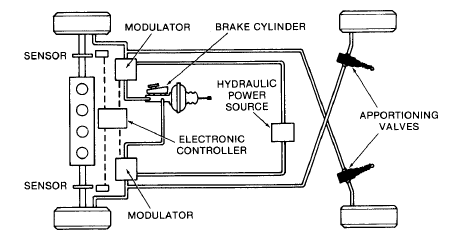 MODULATOR
BRAKE CYLINDER
SENSOR
HYDRAULIC
POWER
SOURCE
APPORTIONING
VALVES
ELECTRONIC
CONTROLLER
SENSOR
MODULATOR